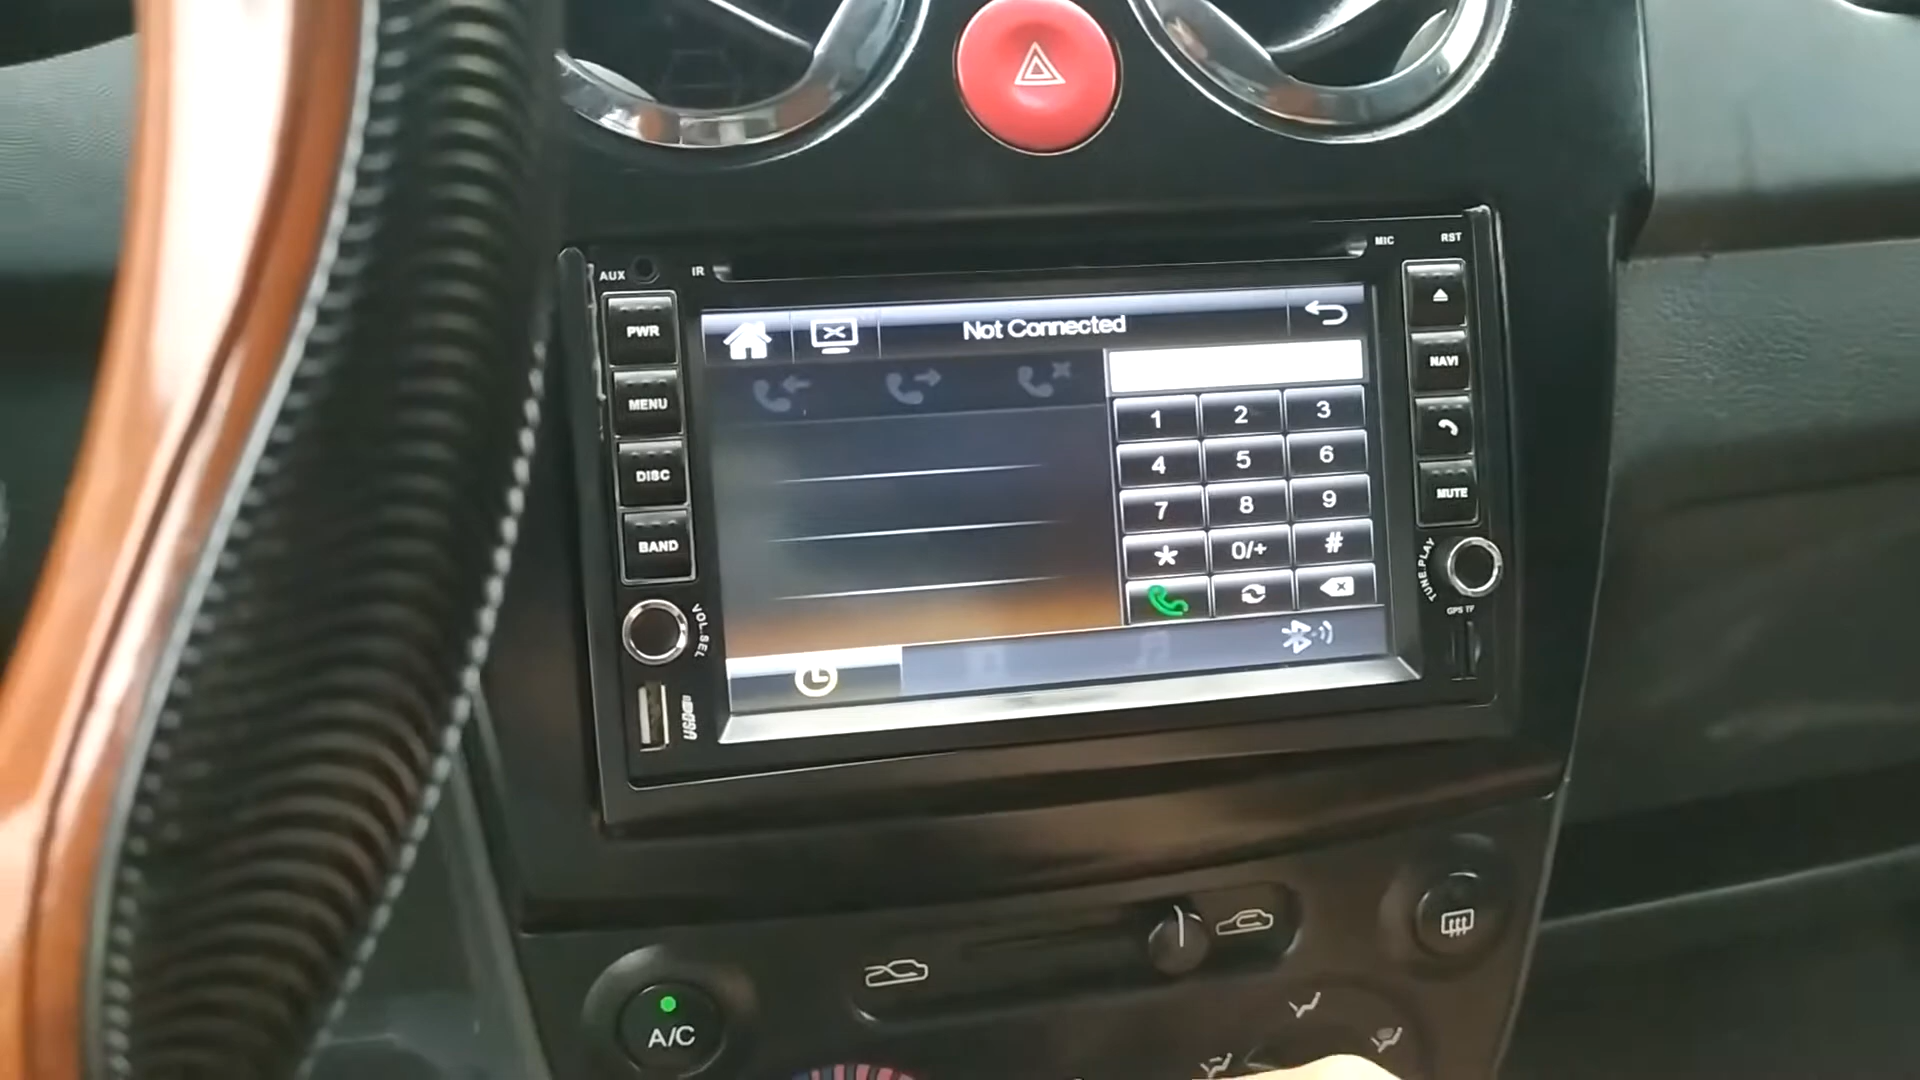 AUX
IR
MIC
RST
PWR
MENU
DISC
BAND
VOL.SEL
USB
Not Connected
1 2 3
4 5 6
7 8 9
* 0/+ #
NAVI
MUTE
TUNE.PLAY
GPS TF
A/C